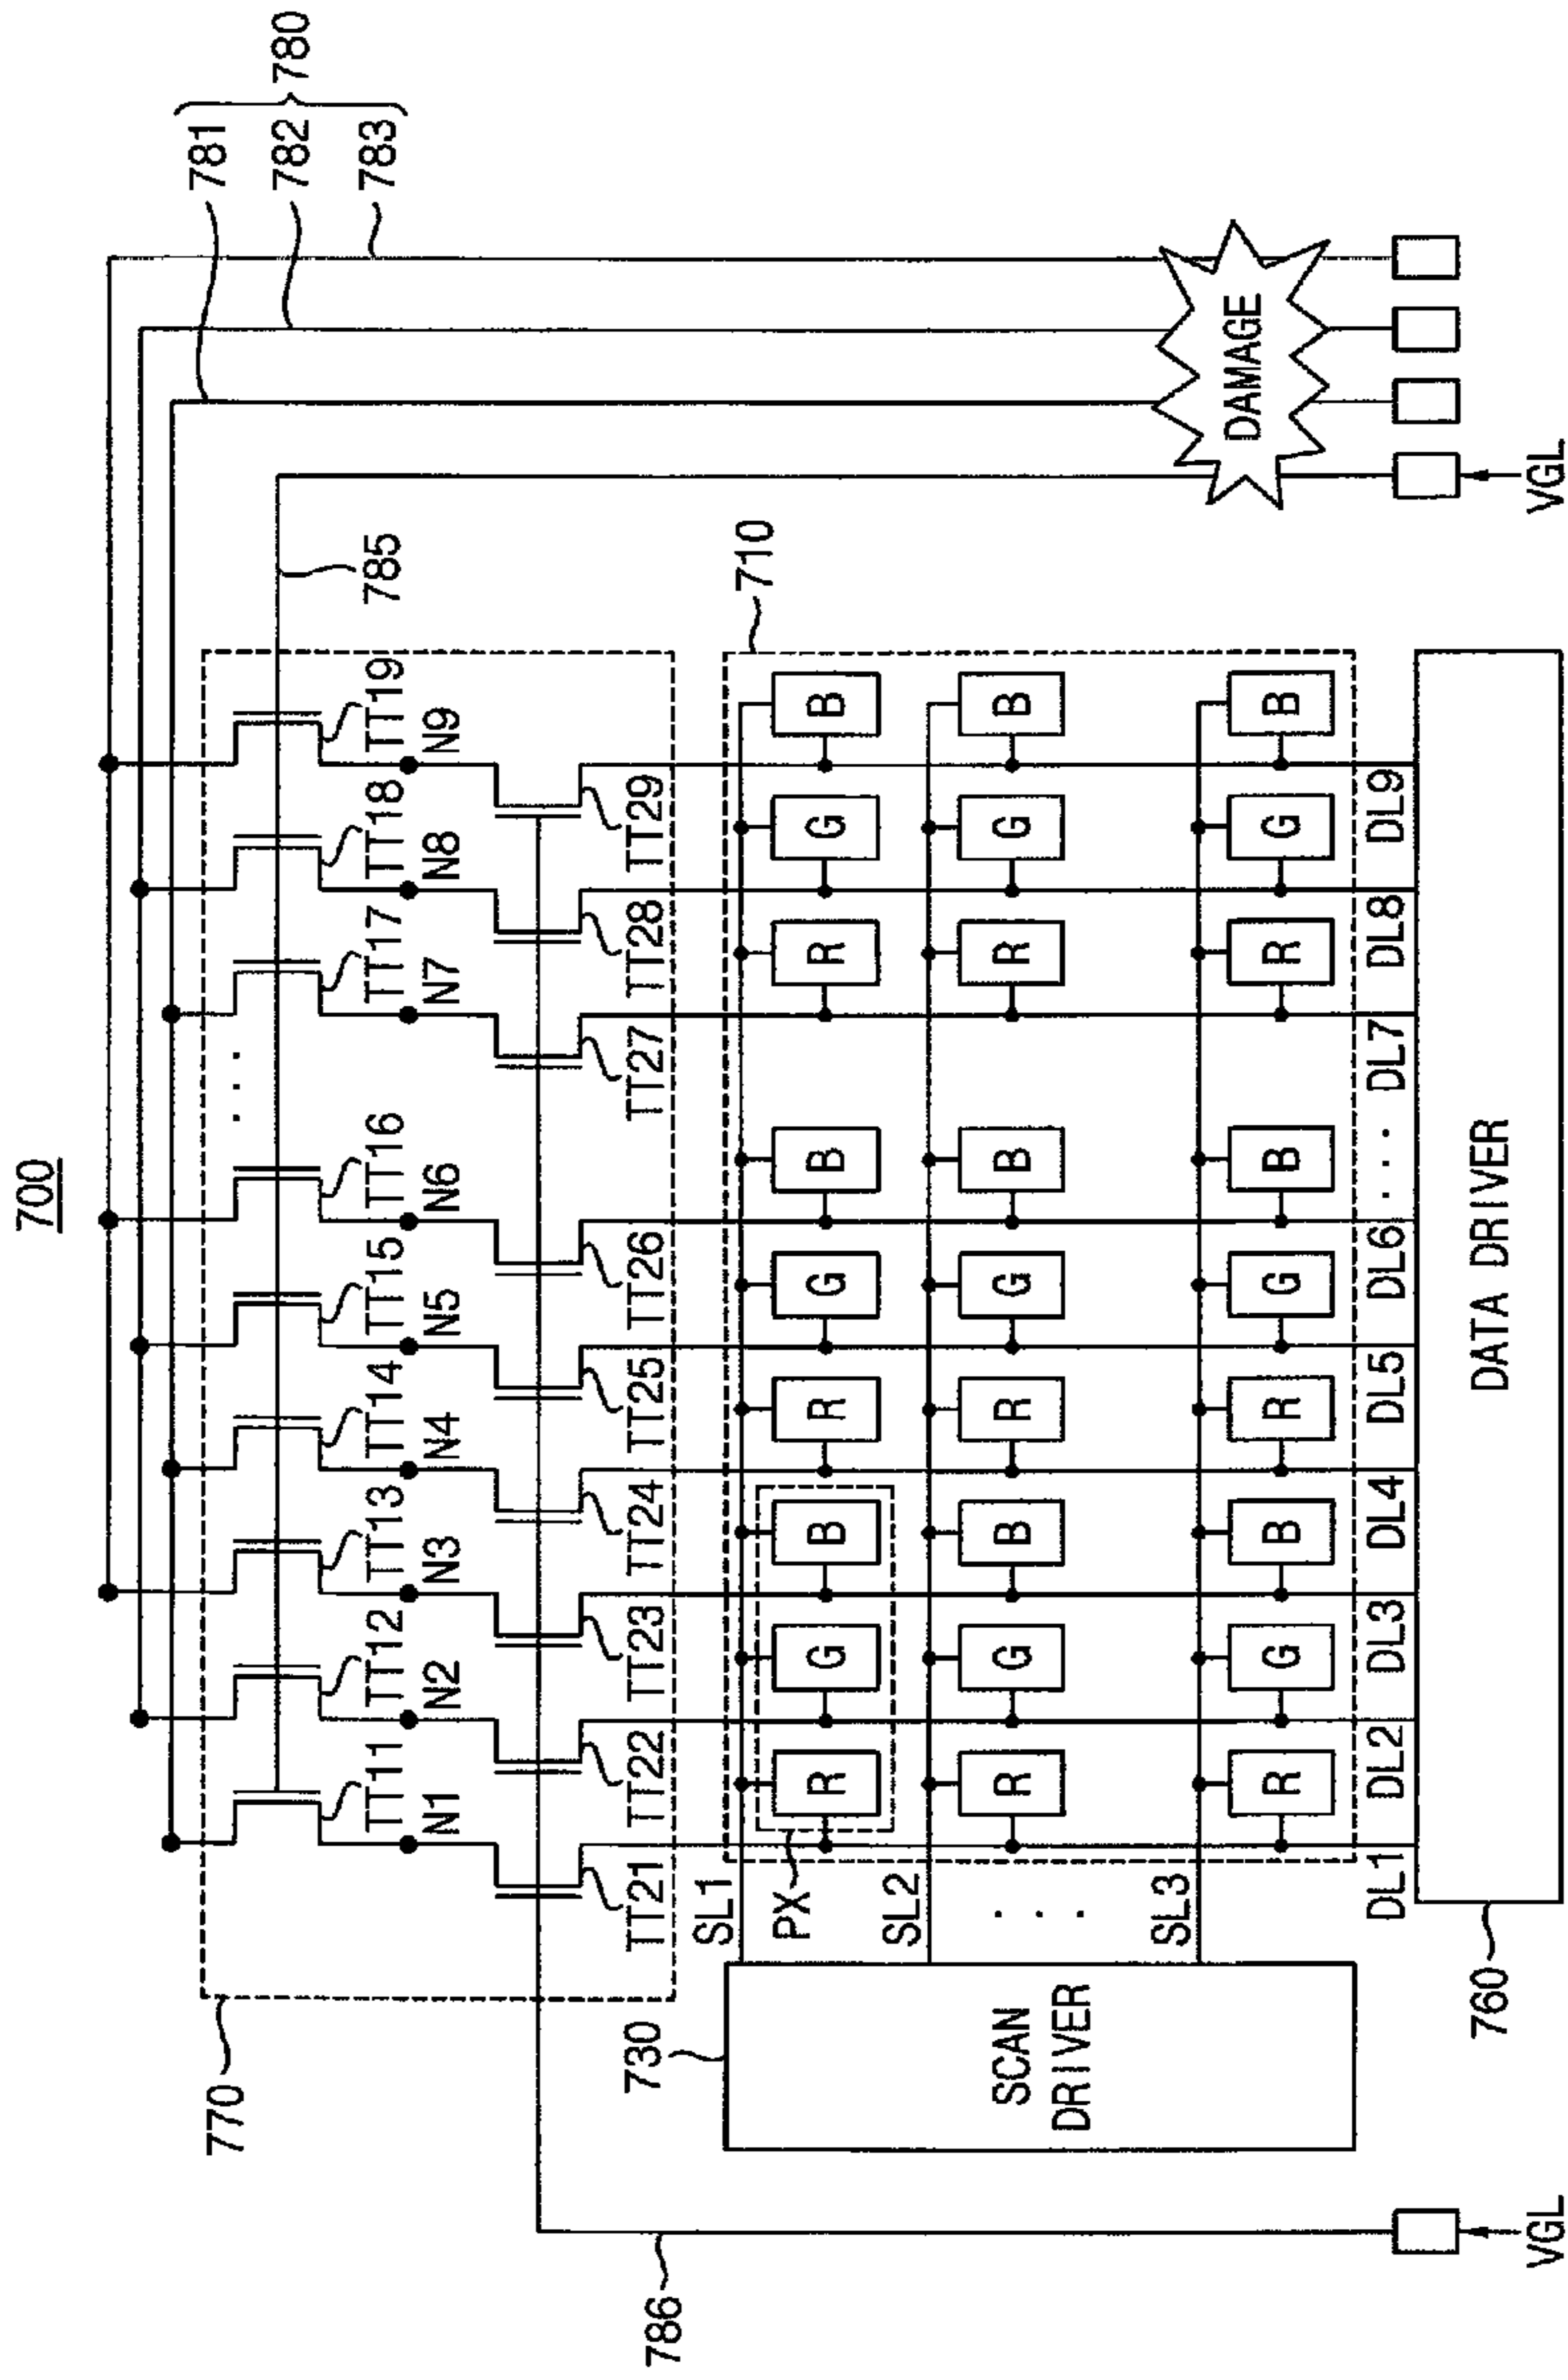 700
780
781
782
783
785
770
TT11
TT12
TT13
TT14
TT15
TT16
. . .
TT17
TT18
TT19
N1
N2
N3
N4
N5
N6
N7
N8
N9
TT21
TT22
TT23
TT24
TT25
TT26
TT27
TT28
TT29
786
710
730
SCAN
DRIVER
SL1
PX
R
G
B
R
G
B
R
G
B
SL2
R
G
B
R
G
B
R
G
B
. . .
SL3
R
G
B
R
G
B
R
G
B
DAMAGE
DL1
DL2
DL3
DL4
DL5
DL6
. . .
DL7
DL8
DL9
760
DATA DRIVER
VGL
VGL